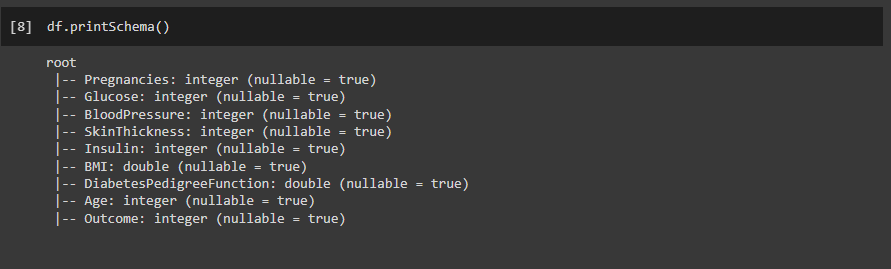 [8] df.printSchema()
root
 |-- Pregnancies: integer (nullable = true)
 |-- Glucose: integer (nullable = true)
 |-- BloodPressure: integer (nullable = true)
 |-- SkinThickness: integer (nullable = true)
 |-- Insulin: integer (nullable = true)
 |-- BMI: double (nullable = true)
 |-- DiabetesPedigreeFunction: double (nullable = true)
 |-- Age: integer (nullable = true)
 |-- Outcome: integer (nullable = true)